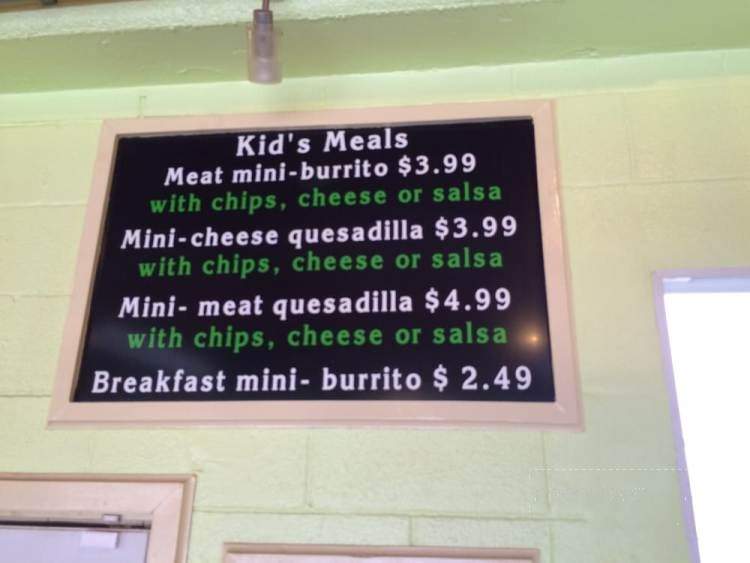 Kid's Meals
Meat mini-burrito $3.99
with chips, cheese or salsa
Mini-cheese quesadilla $3.99
with chips, cheese or salsa
Mini- meat quesadilla $4.99
with chips, cheese or salsa
Breakfast mini- burrito $ 2.49